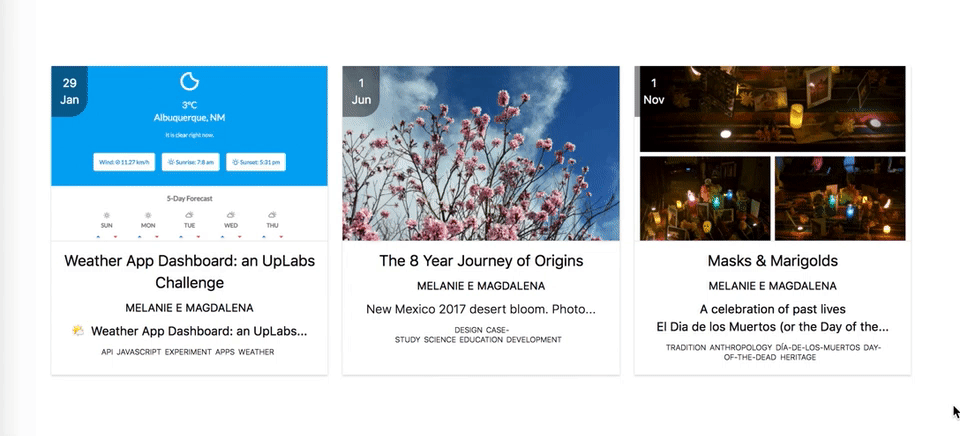 29
Jan
3°C
Albuquerque, NM
It is clear right now.
Wind: 11.27 km/h
Sunrise: 7:8 am
Sunset: 5:31 pm
5-Day Forecast
SUN
MON
TUE
WED
THU
Weather App Dashboard: an UpLabs
Challenge
MELANIE E MAGDALENA
Weather App Dashboard: an UpLabs...
API JAVASCRIPT EXPERIMENT APPS WEATHER
1
Jun
The 8 Year Journey of Origins
MELANIE E MAGDALENA
New Mexico 2017 desert bloom. Photo...
DESIGN CASE-
STUDY SCIENCE EDUCATION DEVELOPMENT
1
Nov
Masks & Marigolds
MELANIE E MAGDALENA
A celebration of past lives
El Dia de los Muertos (or the Day of the...
TRADITION ANTHROPOLOGY DÍA-DE-LOS-MUERTOS DAY-
OF-THE-DEAD HERITAGE